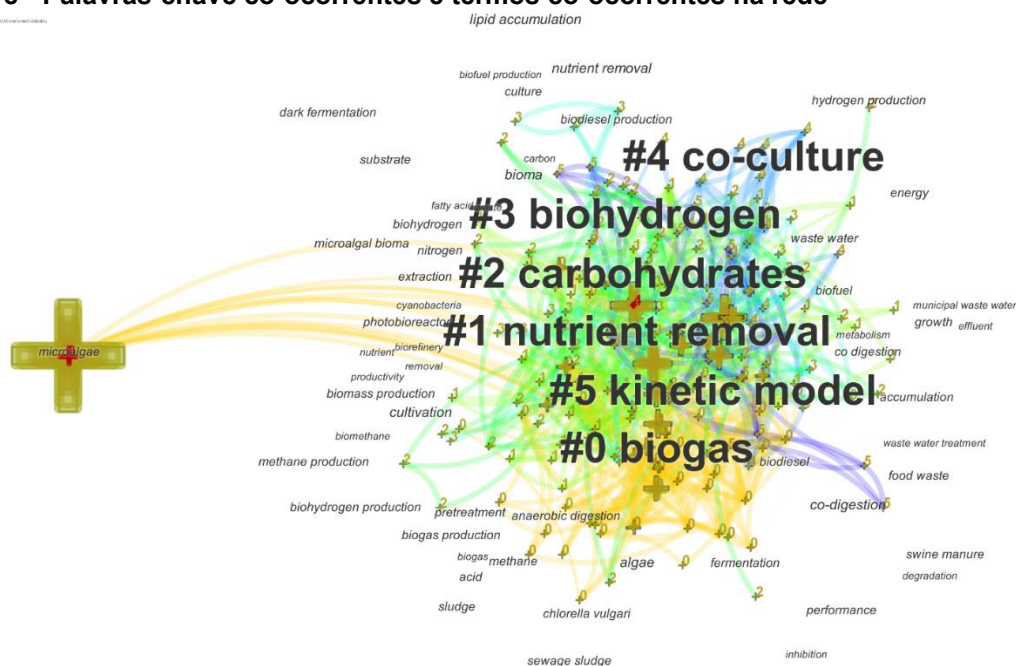 Palavras-chave co-ocorrentes e termos co-ocorrentes na rede
lipid accumulation
nutrient removal
biofuel production
culture
hydrogen production
dark fermentation
biodiesel production
substrate
carbon
#4 co-culture
bioma
energy
fatty acid
#3 biohydrogen
biohydrogen
microalgal bioma
nitrogen
waste water
extraction
#2 carbohydrates
biofuel
cyanobacteria
municipal waste water
photobioreactor
#1 nutrient removal
growth
effluent
metabolism
microalgae
nutrient
biorefinery
co digestion
removal
productivity
biomass production
#5 kinetic model
accumulation
cultivation
biomethane
waste water treatment
methane production
#0 biogas
biodiesel
food waste
biohydrogen production
pretreatment
anaerobic digestion
co-digestion
biogas production
biogas
methane
algae
fermentation
swine manure
acid
degradation
sludge
chlorella vulgari
performance
sewage sludge
inhibition